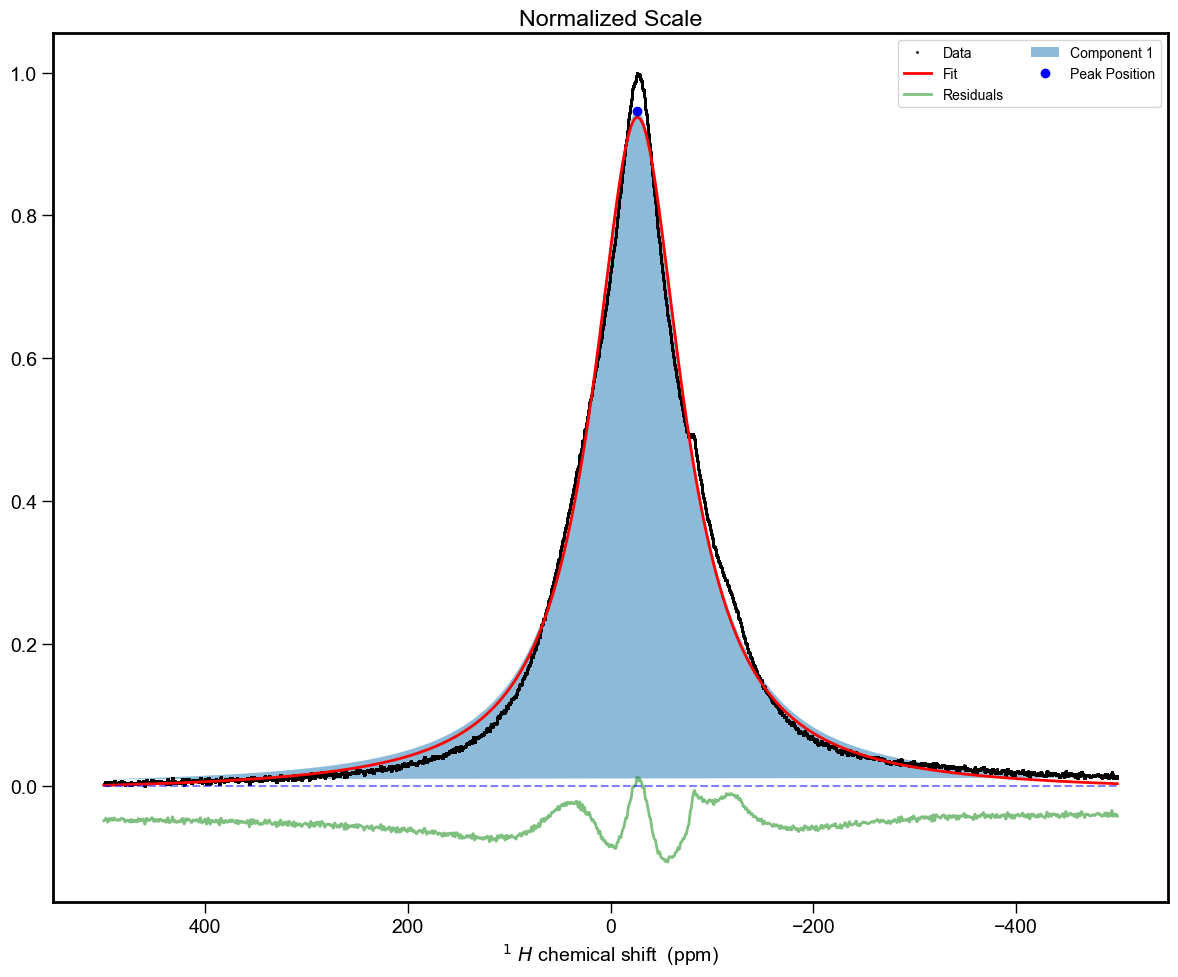 Normalized Scale
Data
Fit
Residuals
Component 1
Peak Position
1.0
0.8
0.6
0.4
0.2
0.0
400 200 0 −200 −400
¹ H chemical shift (ppm)